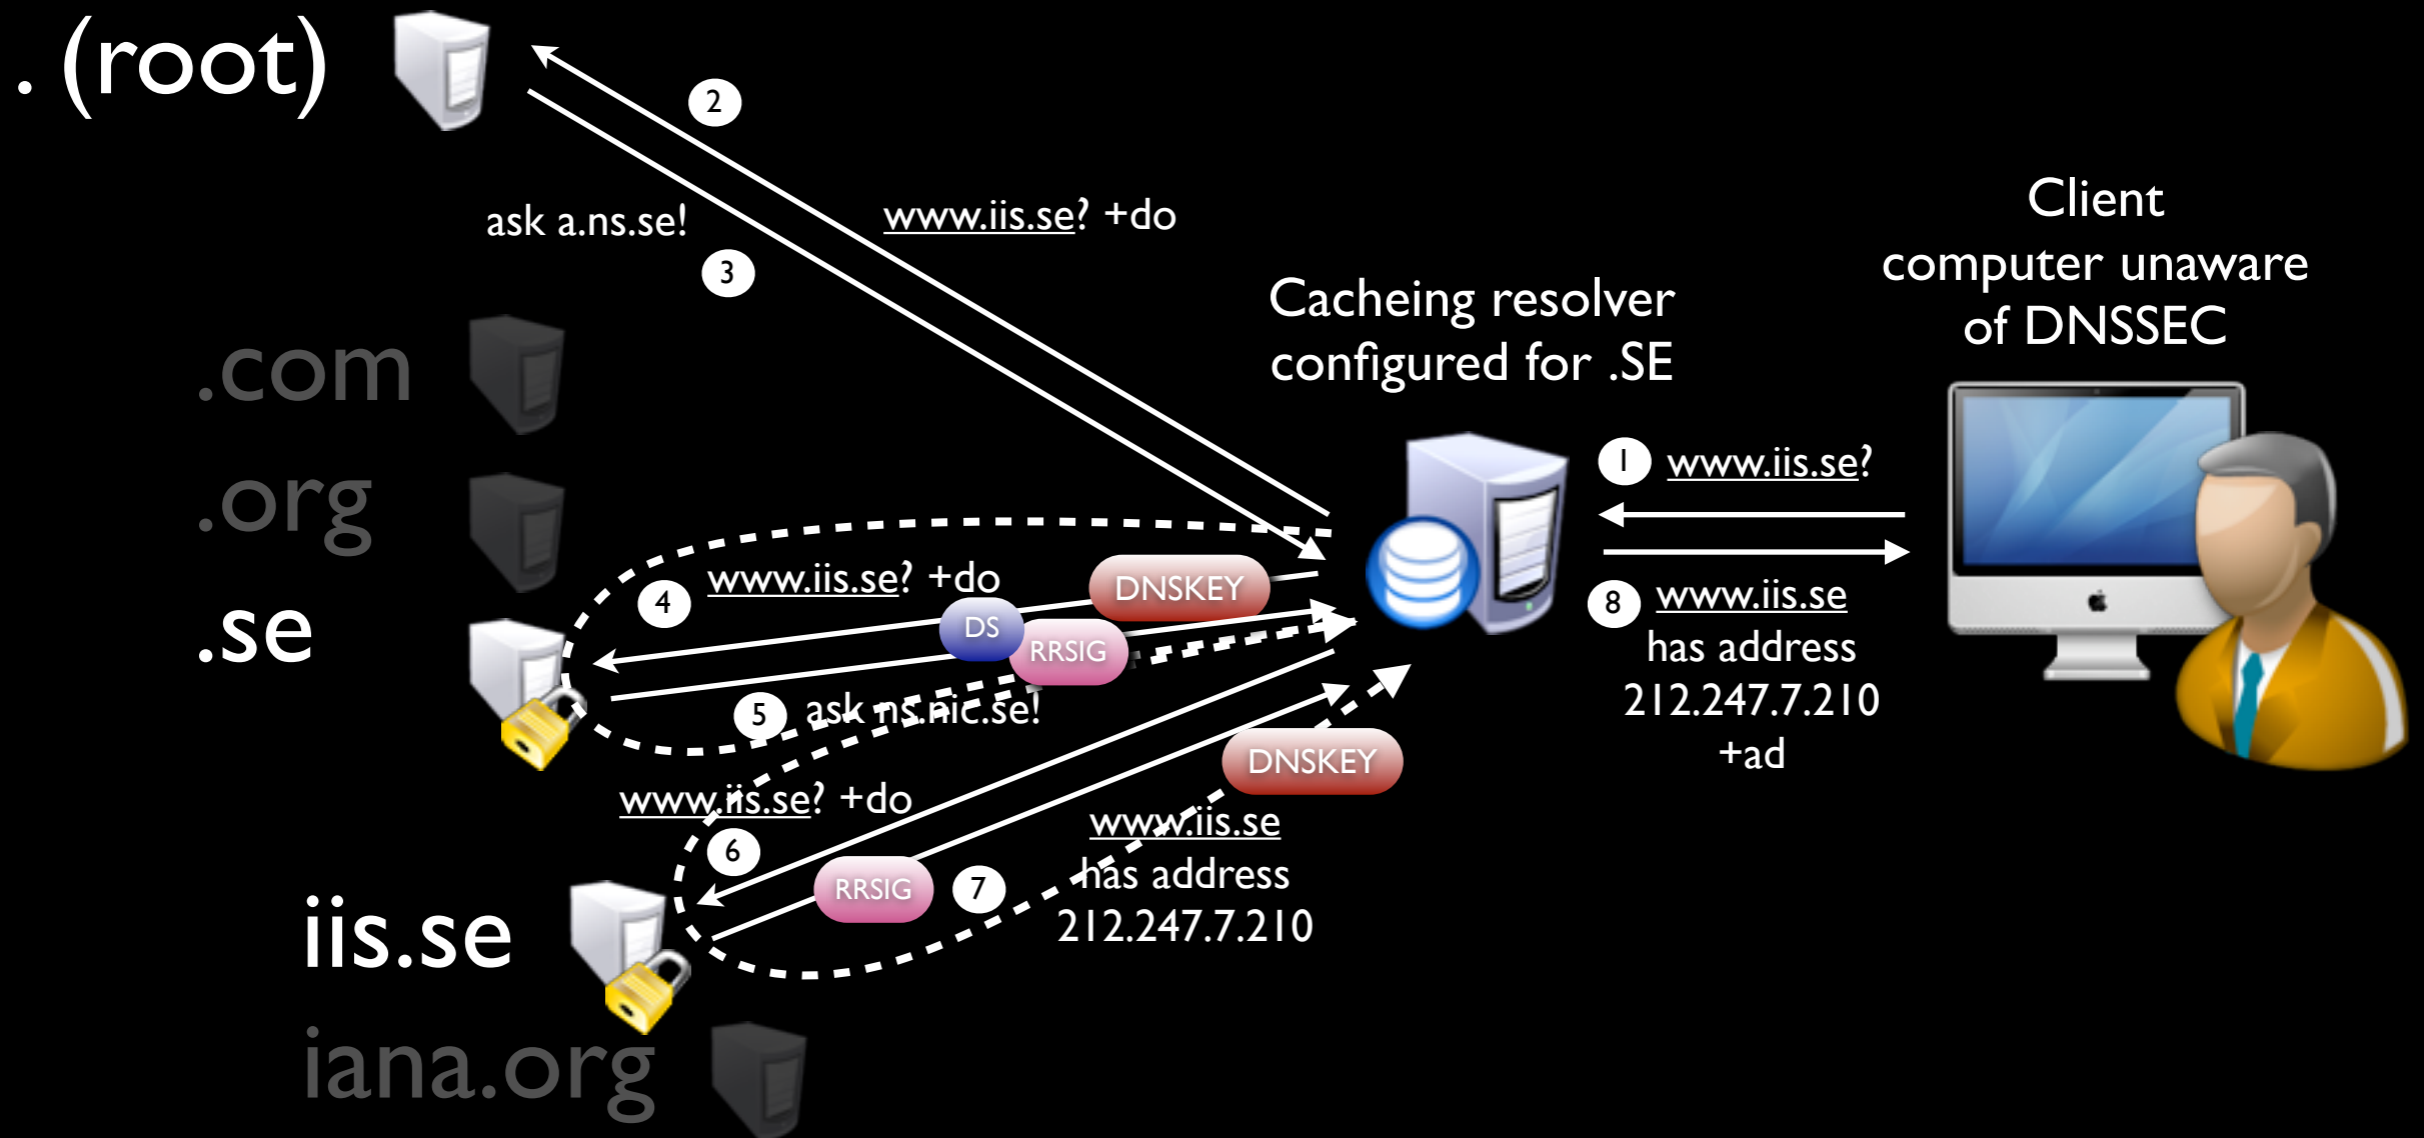 . (root)
2
ask a.ns.se!
www.iis.se? +do
3
Client
computer unaware
of DNSSEC
Cacheing resolver
configured for .SE
.com
.org
.se
1 www.iis.se?
4 www.iis.se? +do
DNSKEY
DS
RRSIG
5 ask ns.nic.se!
8 www.iis.se
has address
212.247.7.210
+ad
DNSKEY
www.iis.se? +do
6
RRSIG
7
www.iis.se
has address
212.247.7.210
iis.se
iana.org